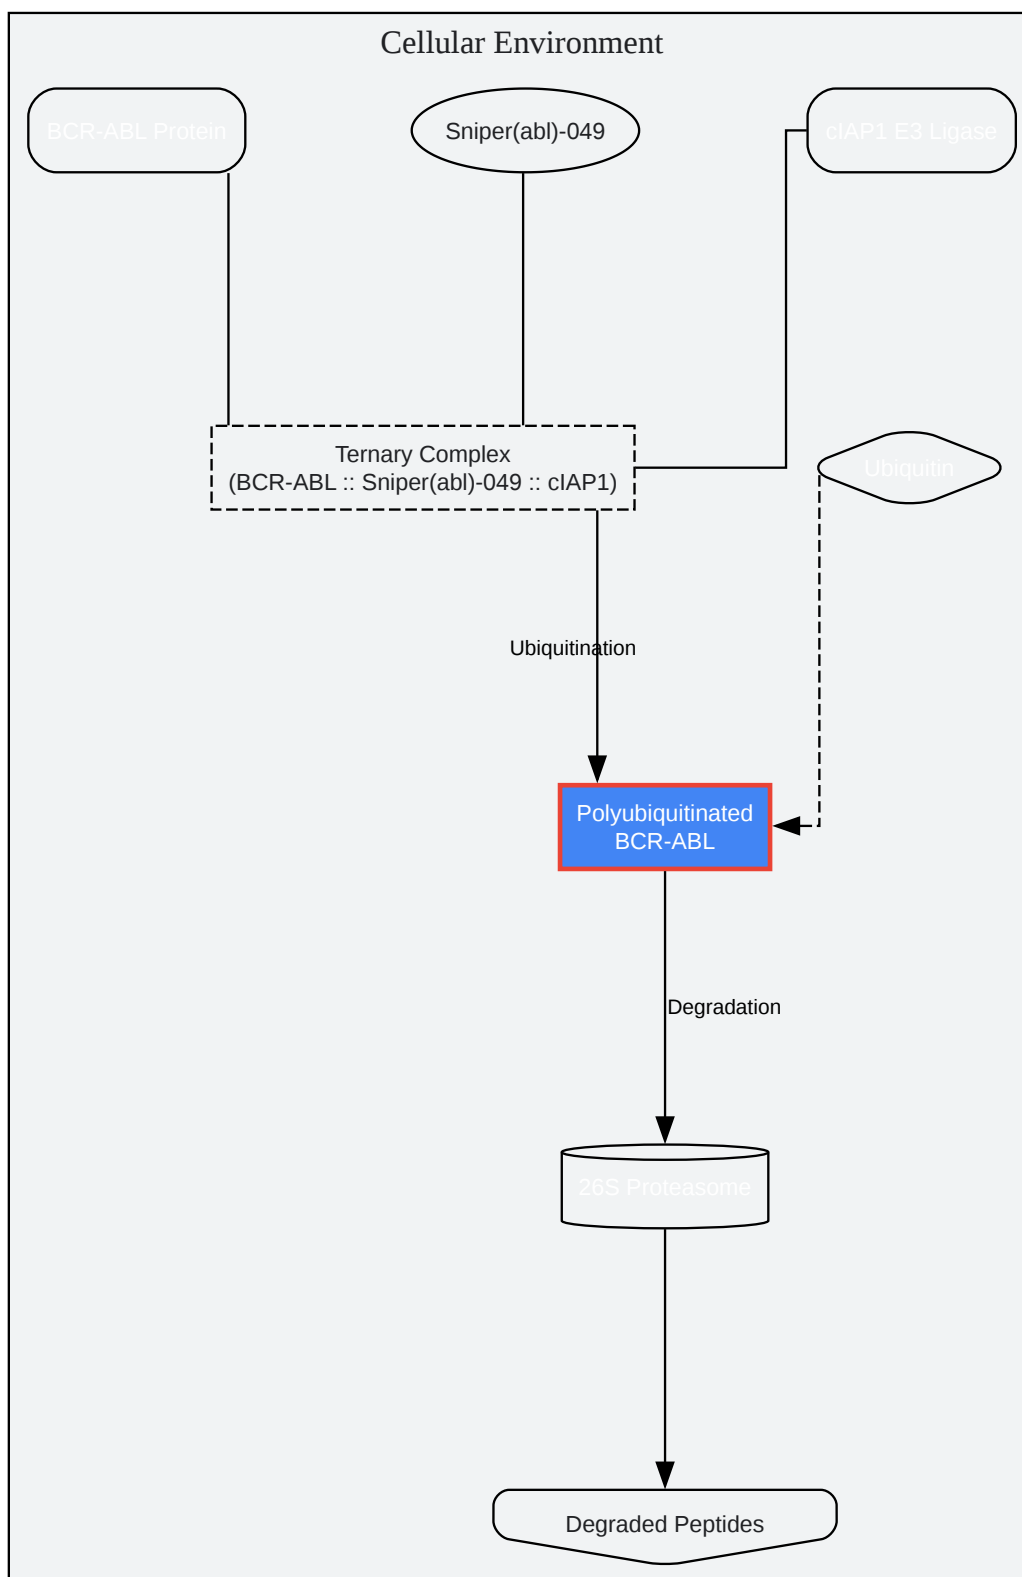 Cellular Environment
BCR-ABL Protein
Sniper(abl)-049
cIAP1 E3 Ligase
Ternary Complex
(BCR-ABL :: Sniper(abl)-049 :: cIAP1)
Ubiquitin
Ubiquitination
Polyubiquitinated
BCR-ABL
Degradation
26S Proteasome
Degraded Peptides